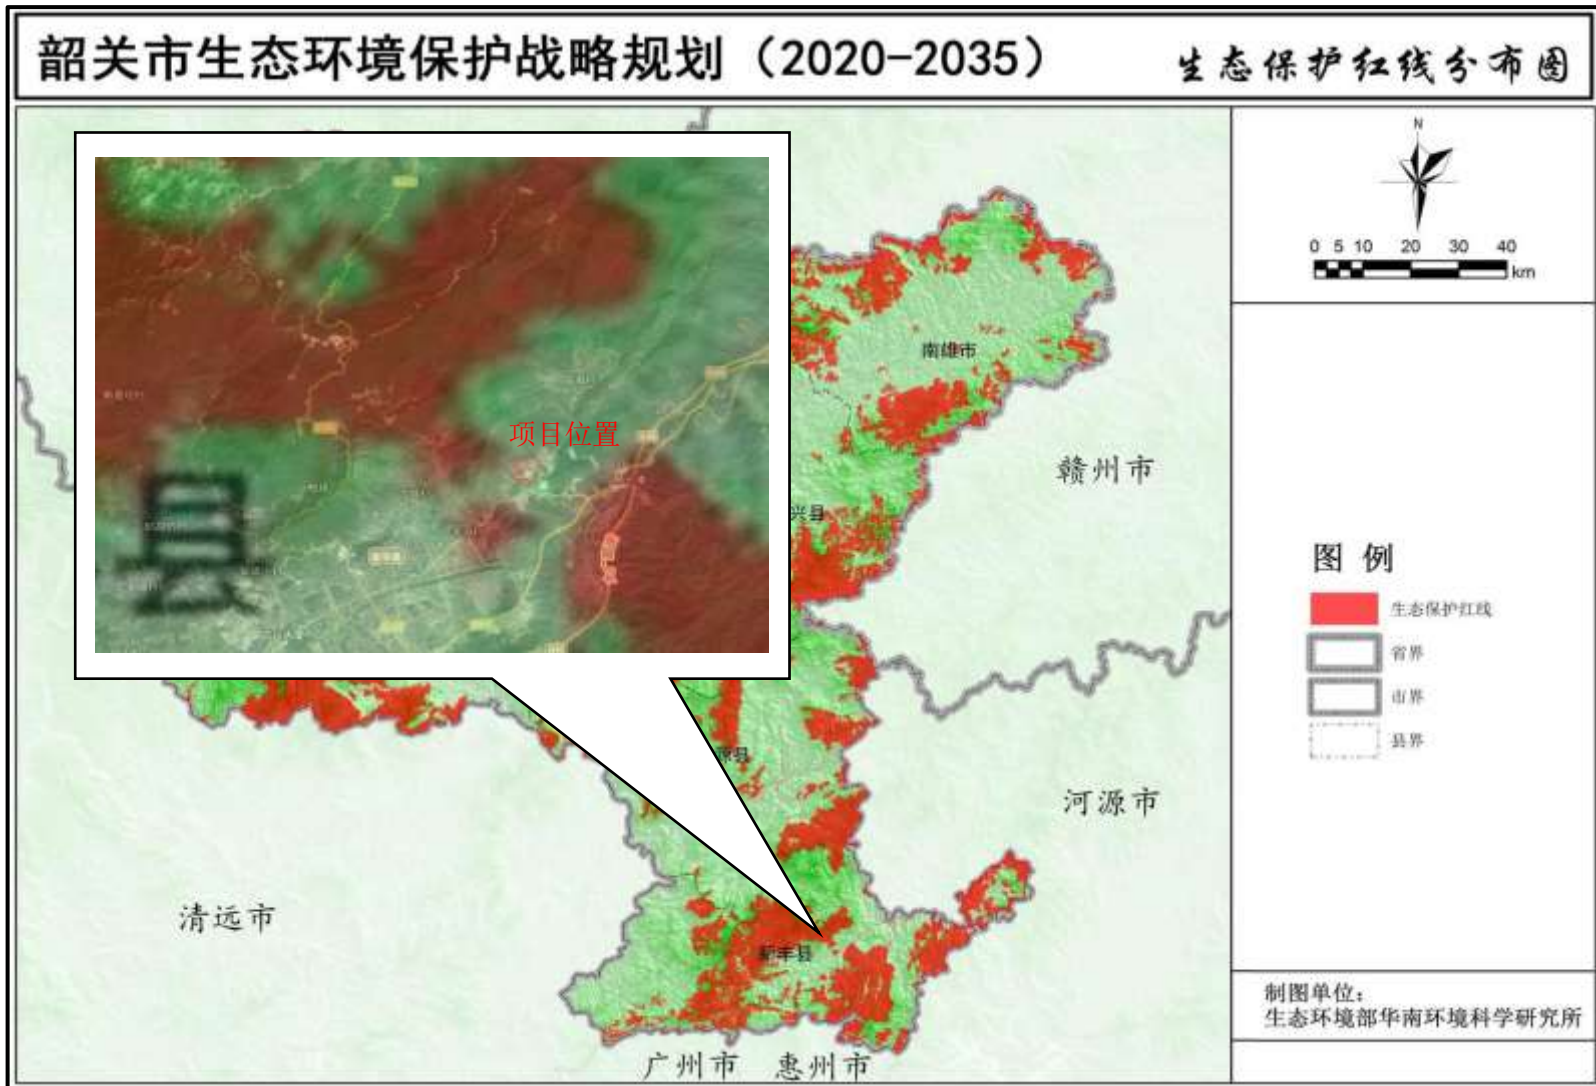 韶关市生态环境保护战略规划（2020-2035）
生态保护红线分布图
N
0 5 10 20 30 40
km
南雄市
项目位置
赣州市
兴县
县
图 例
生态保护红线
省界
市界
县界
源县
河源市
清远市
新丰县
制图单位：
生态环境部华南环境科学研究所
广州市 惠州市